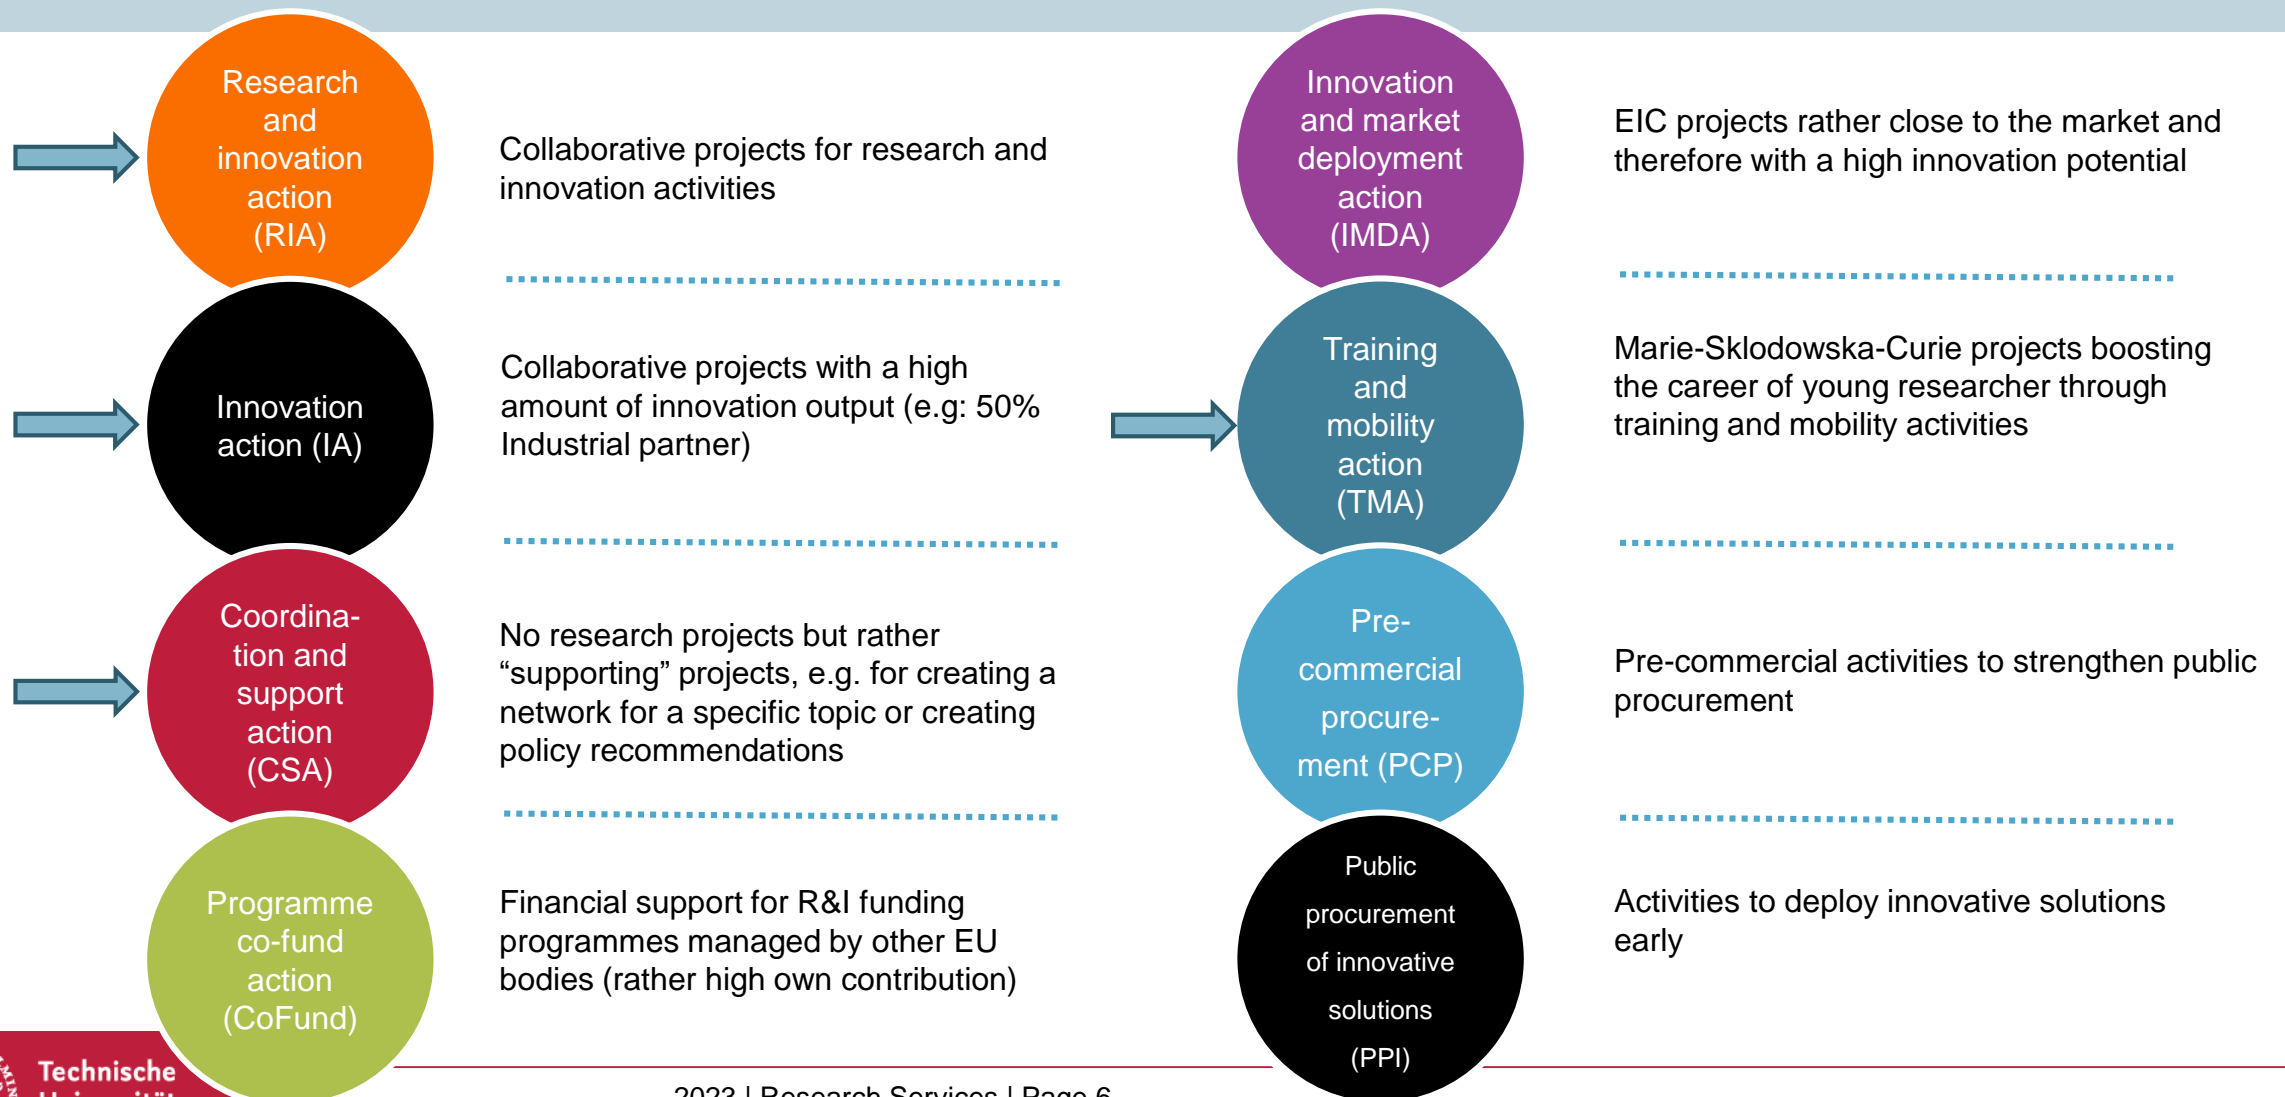 Research
and
innovation
action
(RIA)
Collaborative projects for research and
innovation activities
Innovation
action (IA)
Collaborative projects with a high
amount of innovation output (e.g: 50%
Industrial partner)
Coordina-
tion and
support
action
(CSA)
No research projects but rather
“supporting” projects, e.g. for creating a
network for a specific topic or creating
policy recommendations
Programme
co-fund
action
(CoFund)
Financial support for R&I funding
programmes managed by other EU
bodies (rather high own contribution)
Innovation
and market
deployment
action
(IMDA)
EIC projects rather close to the market and
therefore with a high innovation potential
Training
and
mobility
action
(TMA)
Marie-Sklodowska-Curie projects boosting
the career of young researcher through
training and mobility activities
Pre-
commercial
procure-
ment (PCP)
Pre-commercial activities to strengthen public
procurement
Public
procurement
of innovative
solutions
(PPI)
Activities to deploy innovative solutions
early
Technische
Universität
2023 | Research Services | Page 6